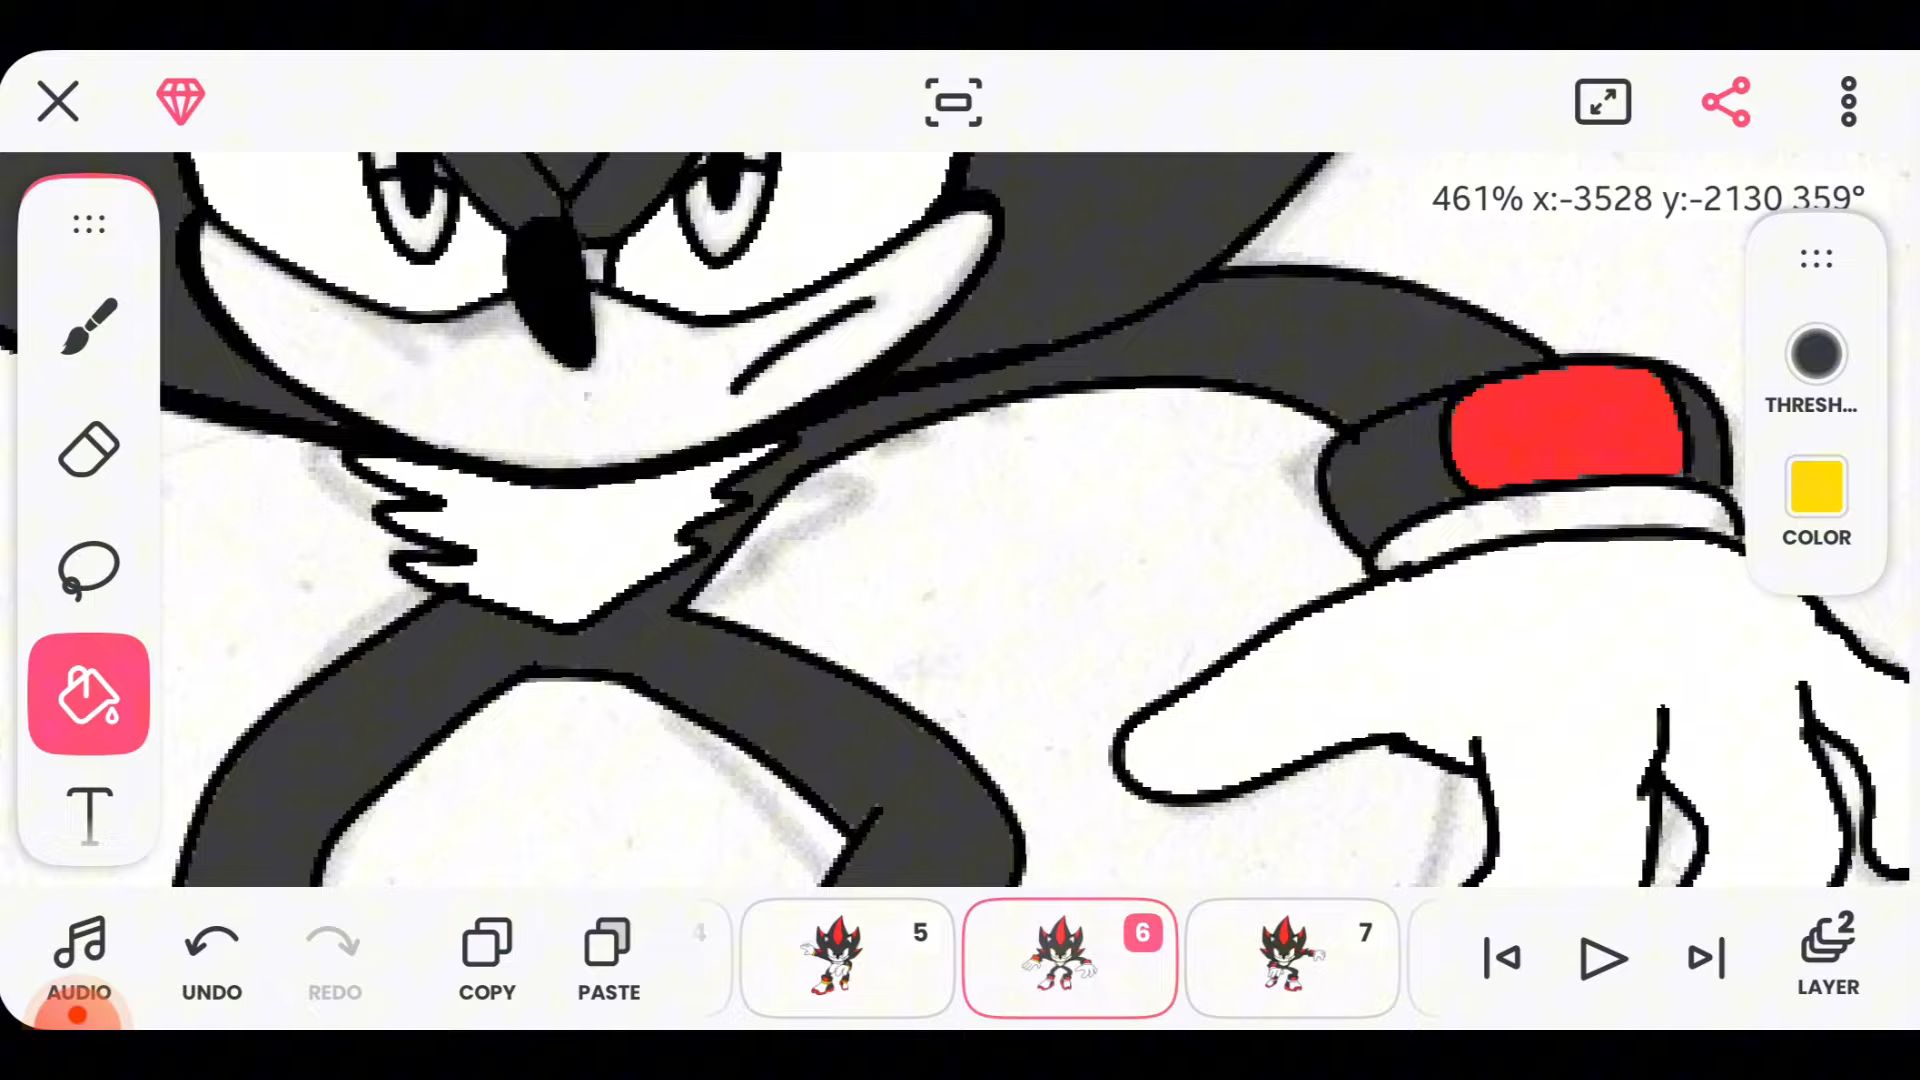 461% x:-3528 y:-2130 359°
THRESH...
COLOR
T
4
5
6
7
2
AUDIO
UNDO
REDO
COPY
PASTE
LAYER